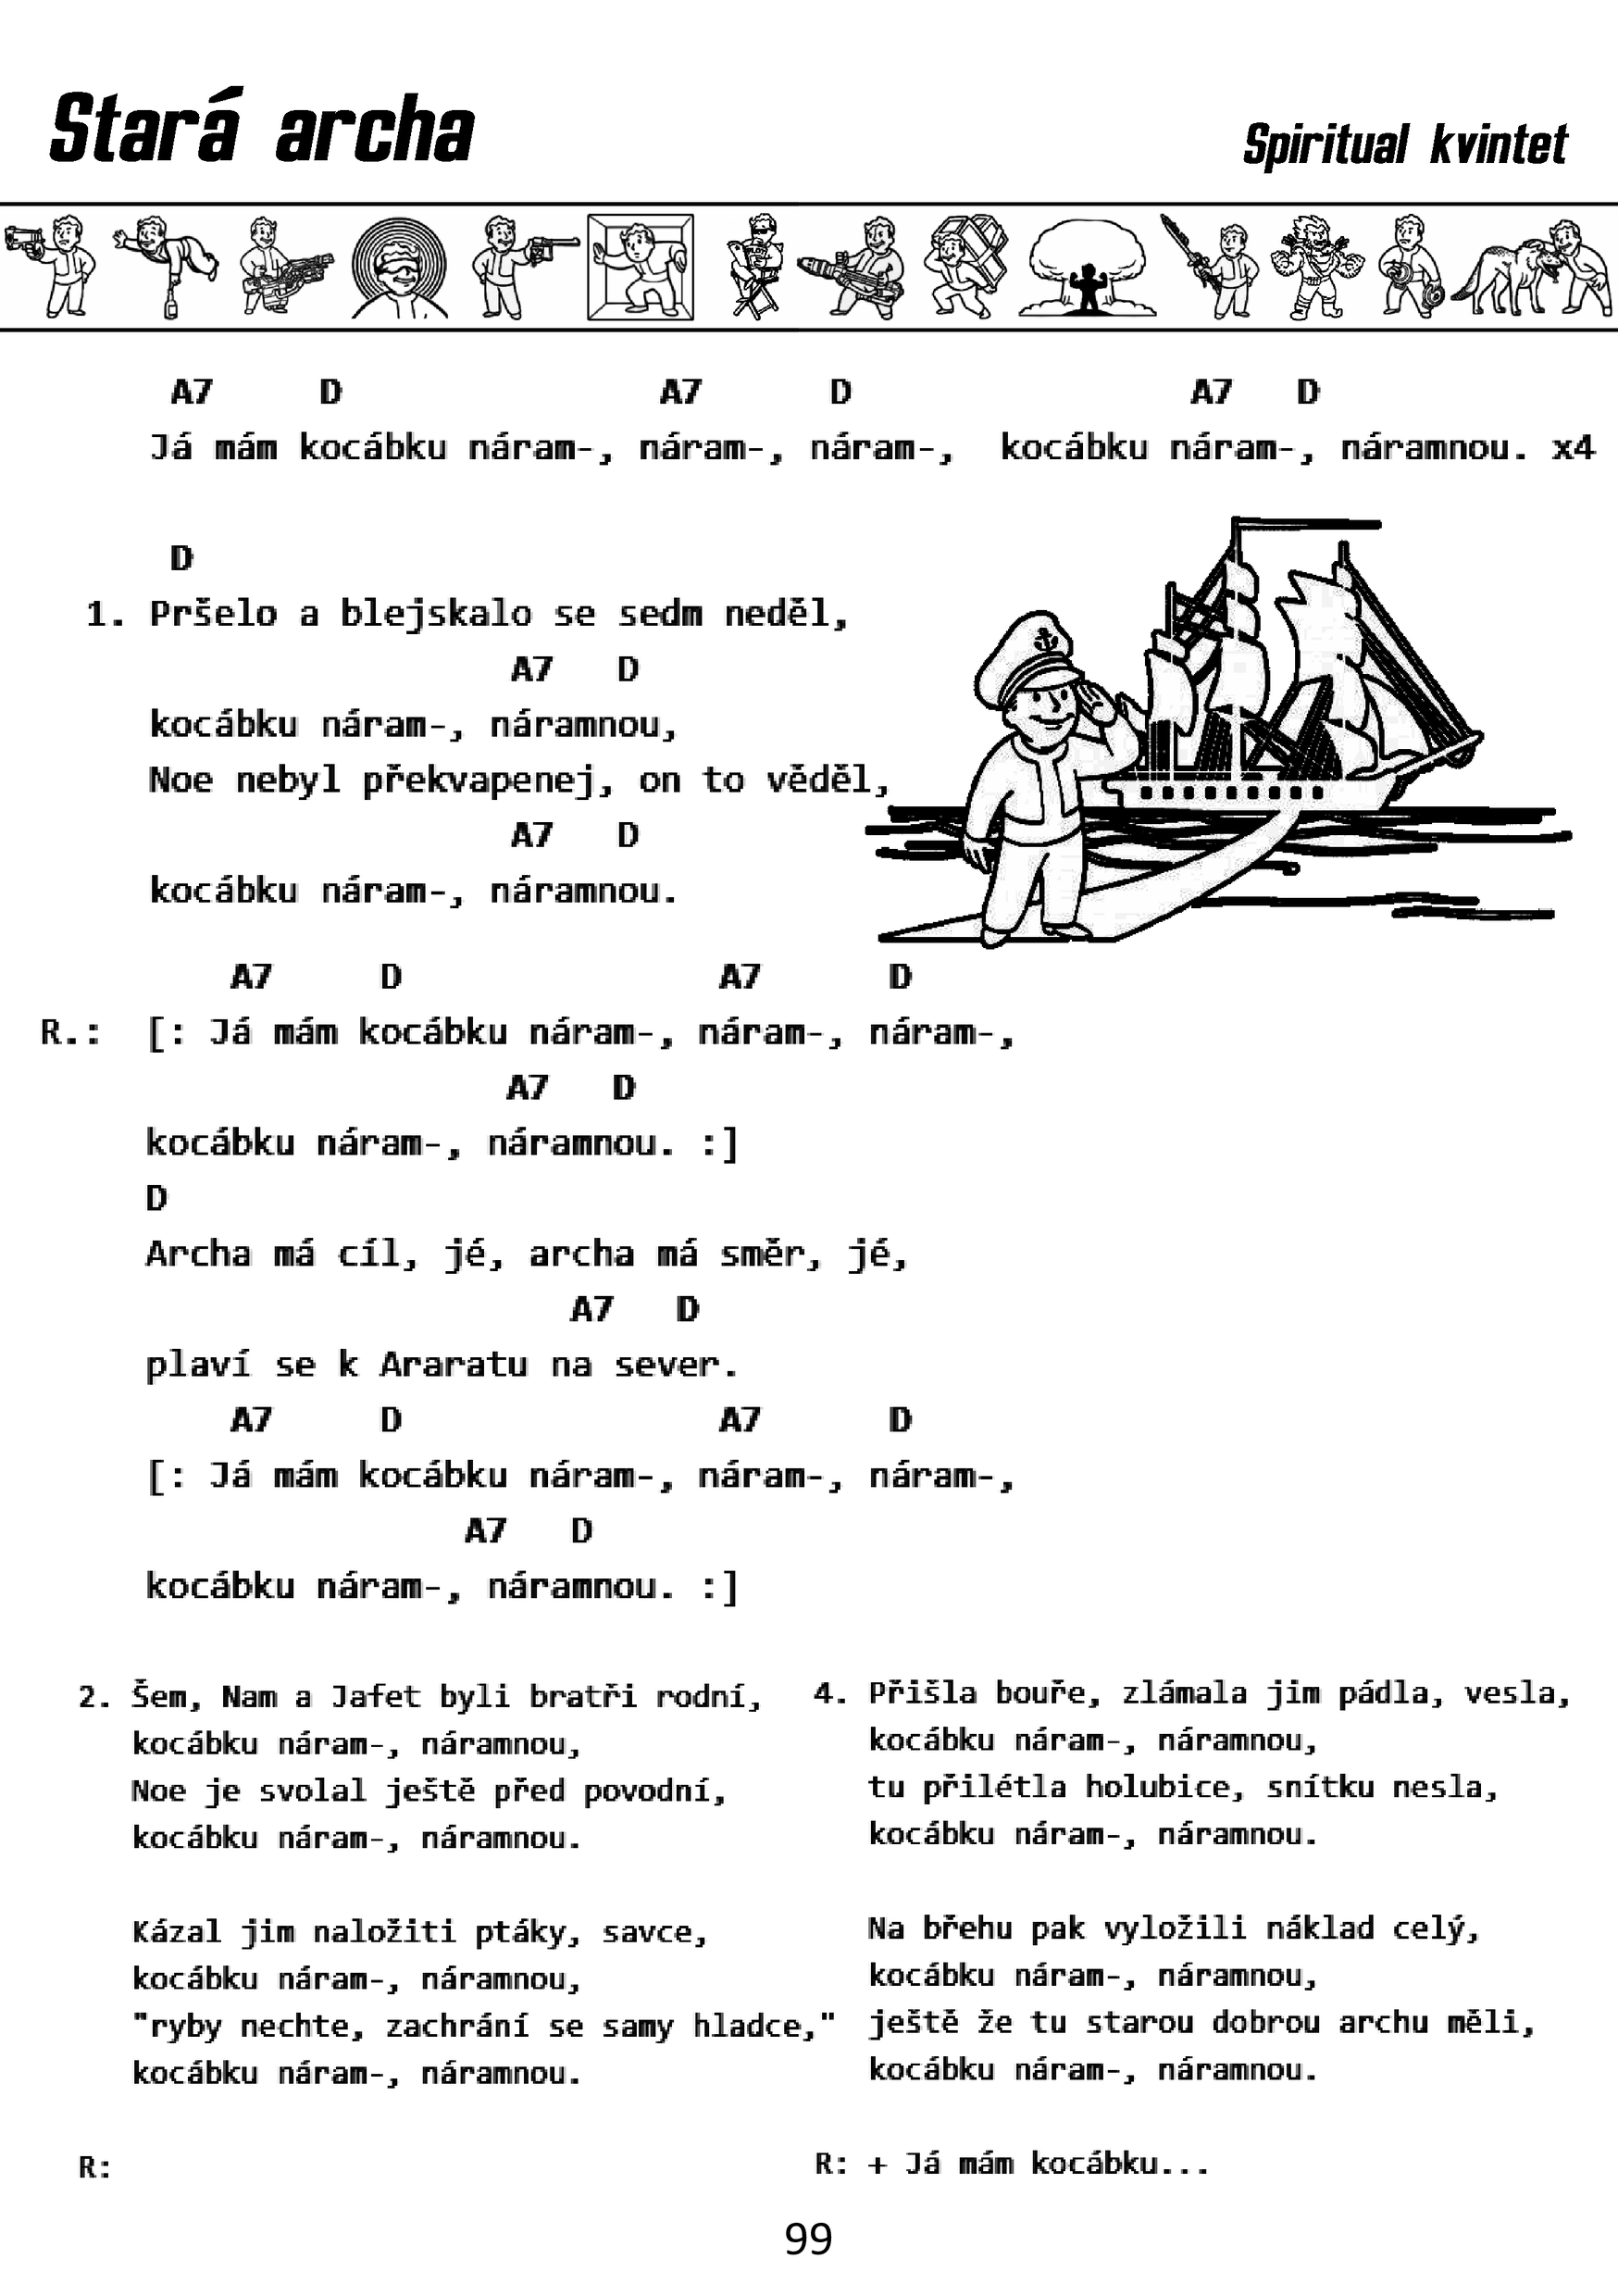 Stará archa
Spiritual kvintet
A7 D A7 D A7 D
Já mám kocábku náram-, náram-, náram-, kocábku náram-, náramnou. x4
D
1. Pršelo a blejskalo se sedm neděl,
A7 D
kocábku náram-, náramnou,
Noe nebyl překvapenej, on to věděl,
A7 D
kocábku náram-, náramnou.
A7 D A7 D
R.: [: Já mám kocábku náram-, náram-, náram-,
A7 D
kocábku náram-, náramnou. :]
D
Archa má cíl, jé, archa má směr, jé,
A7 D
plaví se k Araratu na sever.
A7 D A7 D
[: Já mám kocábku náram-, náram-, náram-,
A7 D
kocábku náram-, náramnou. :]
2. Šem, Nam a Jafet byli bratři rodní,
kocábku náram-, náramnou,
Noe je svolal ještě před povodní,
kocábku náram-, náramnou.
Kázal jim naložiti ptáky, savce,
kocábku náram-, náramnou,
"ryby nechte, zachrání se samy hladce,"
kocábku náram-, náramnou.
R:
4. Přišla bouře, zlámala jim pádla, vesla,
kocábku náram-, náramnou,
tu přilétla holubice, snítku nesla,
kocábku náram-, náramnou.
Na břehu pak vyložili náklad celý,
kocábku náram-, náramnou,
ještě že tu starou dobrou archu měli,
kocábku náram-, náramnou.
R: + Já mám kocábku...
99